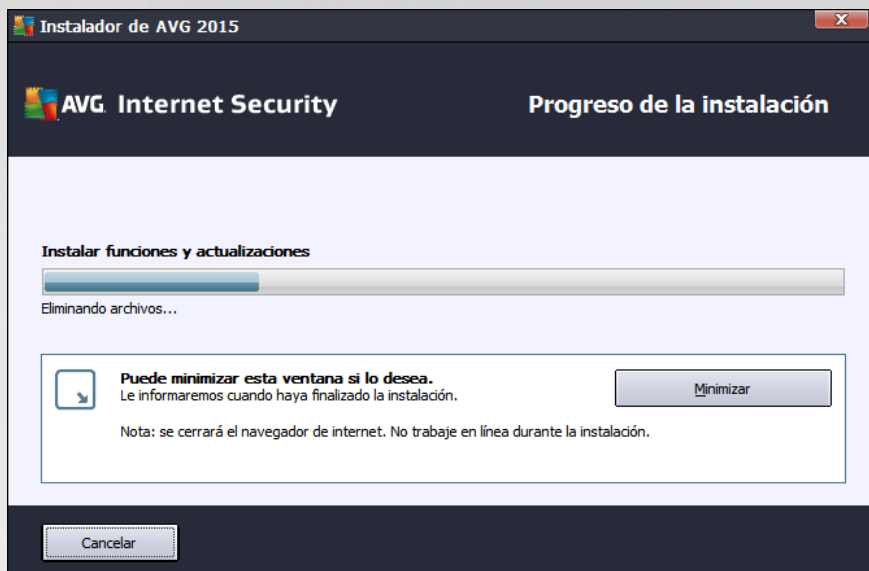 Instalador de AVG 2015
AVG. Internet Security
Progreso de la instalación
Instalar funciones y actualizaciones
Eliminando archivos...
Puede minimizar esta ventana si lo desea.
Le informaremos cuando haya finalizado la instalación.
Minimizar
Nota: se cerrará el navegador de internet. No trabaje en línea durante la instalación.
Cancelar